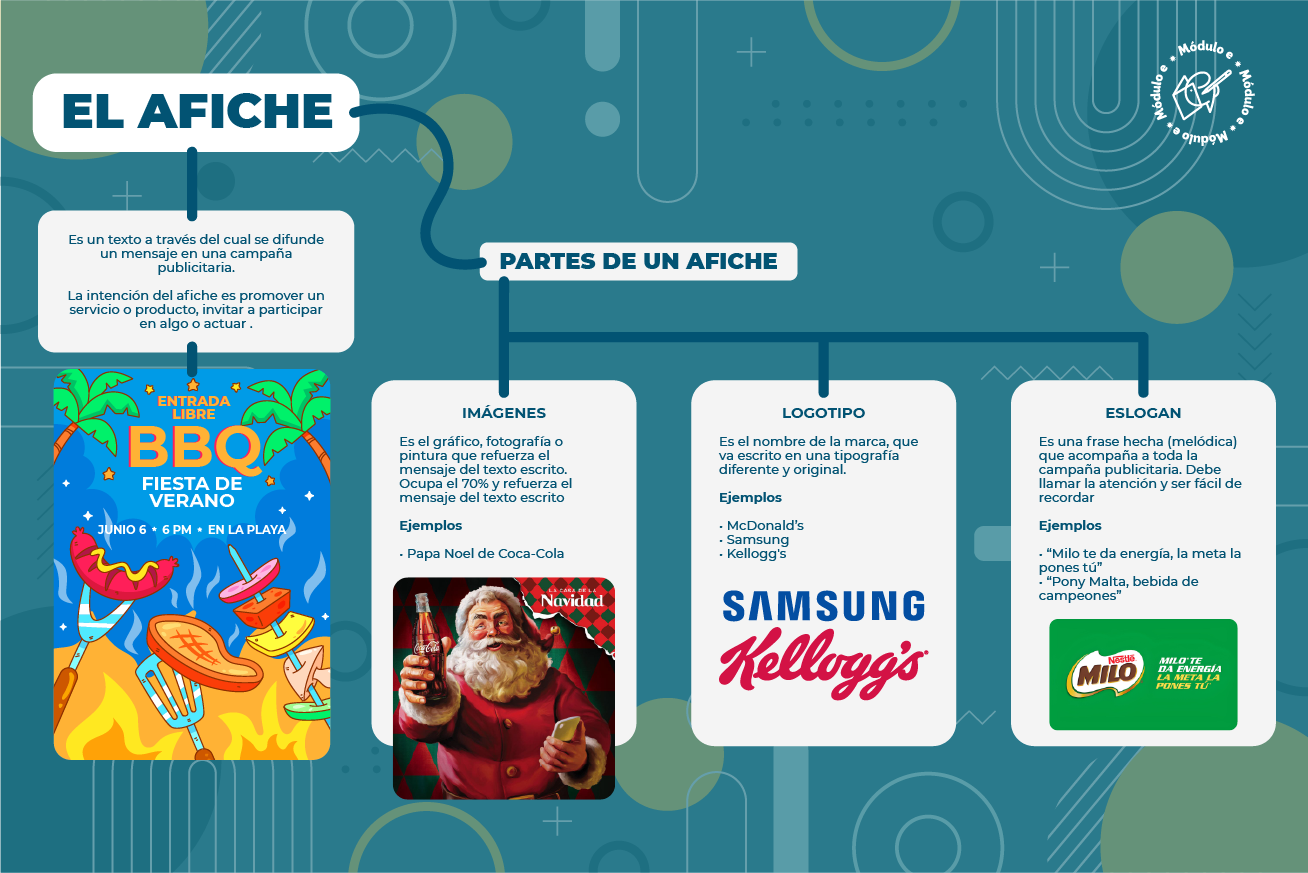 EL AFICHE
Módulo e * Módulo e * Módulo e * Módulo e *
Es un texto a través del cual se difunde
un mensaje en una campaña
publicitaria.
La intención del afiche es promover un
servicio o producto, invitar a participar
en algo o actuar .
PARTES DE UN AFICHE
ENTRADA
LIBRE
BBQ
FIESTA DE
VERANO
JUNIO 6 • 6 PM • EN LA PLAYA
IMÁGENES
Es el gráfico, fotografía o
pintura que refuerza el
mensaje del texto escrito.
Ocupa el 70% y refuerza el
mensaje del texto escrito
Ejemplos
• Papa Noel de Coca-Cola
LA CASA DE LA
Navidad
Coca-Cola
LOGOTIPO
Es el nombre de la marca, que
va escrito en una tipografía
diferente y original.
Ejemplos
• McDonald's
• Samsung
• Kellogg's
SAMSUNG
Kellogg's
ESLOGAN
Es una frase hecha (melódica)
que acompaña a toda la
campaña publicitaria. Debe
llamar la atención y ser fácil de
recordar
Ejemplos
• “Milo te da energía, la meta la
pones tú”
• “Pony Malta, bebida de
campeones”
Nestlé
MILO
MILO TE
DA ENERGÍA
LA META LA
PONES TÚ